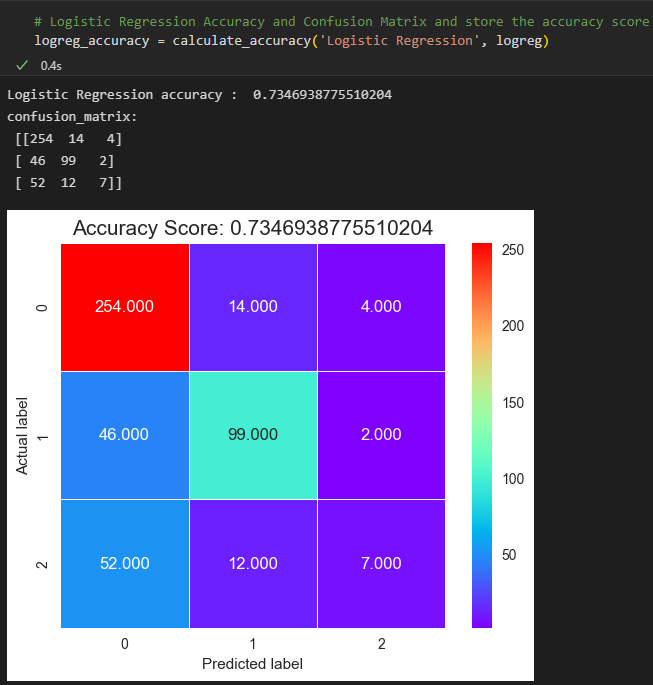 # Logistic Regression Accuracy and Confusion Matrix and store the accuracy score
logreg_accuracy = calculate_accuracy('Logistic Regression', logreg)
0.4s
Logistic Regression accuracy :  0.7346938775510204
confusion_matrix:
[[254  14   4]
[ 46  99   2]
[ 52  12   7]]
Accuracy Score: 0.7346938775510204
250
0 254.000 14.000 4.000
200
150
Actual label
1 46.000 99.000 2.000
100
50
2 52.000 12.000 7.000
0 1 2
Predicted label